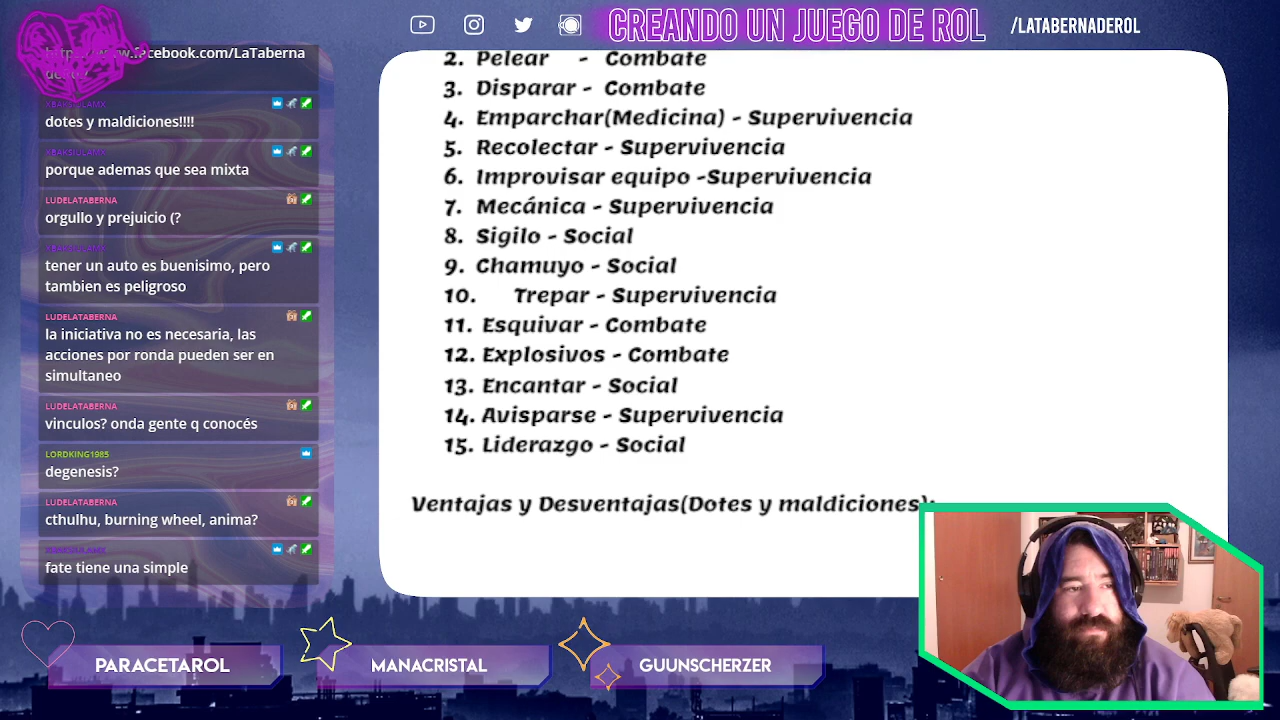 CREANDO UN JUEGO DE ROL
/LATABERNADEROL
https://www.facebook.com/LaTaberna
dotes y maldiciones!!!!
porque ademas que sea mixta
LUDELATABERNA
orgullo y prejuicio (?
tener un auto es buenisimo, pero
tambien es peligroso
LUDELATABERNA
la iniciativa no es necesaria, las
acciones por ronda pueden ser en
simultaneo
LUDELATABERNA
vinculos? onda gente q conocés
LORDKING1985
degenesis?
LUDELATABERNA
cthulhu, burning wheel, anima?
fate tiene una simple
2. Pelear - Combate
3. Disparar - Combate
4. Emparchar(Medicina) - Supervivencia
5. Recolectar - Supervivencia
6. Improvisar equipo -Supervivencia
7. Mecánica - Supervivencia
8. Sigilo - Social
9. Chamuyo - Social
10. Trepar - Supervivencia
11. Esquivar - Combate
12. Explosivos - Combate
13. Encantar - Social
14. Avisparse - Supervivencia
15. Liderazgo - Social
Ventajas y Desventajas(Dotes y maldiciones):
PARACETAROL
MANACRISTAL
GUUNSCHERZER